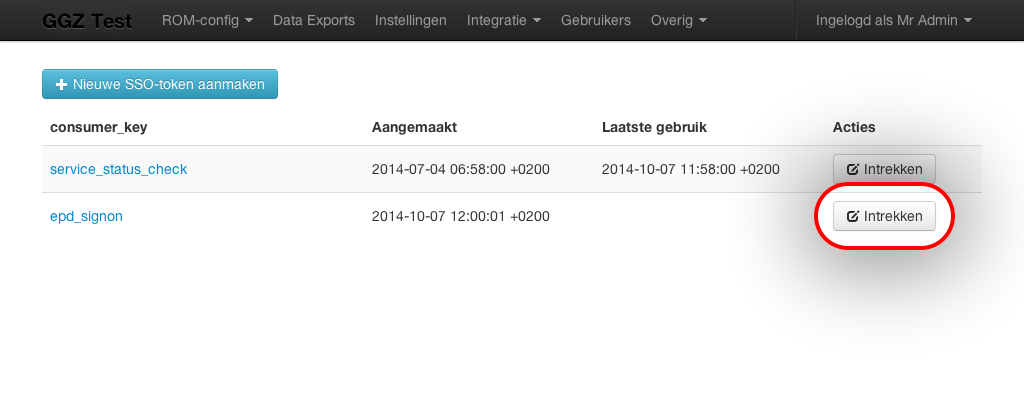 GGZ Test ROM-config Data Exports Instellingen Integratie Gebruikers Overig Ingelogd als Mr Admin
Nieuwe SSO-token aanmaken
consumer_key Aangemaakt Laatste gebruik Acties
service_status_check 2014-07-04 06:58:00 +0200 2014-10-07 11:58:00 +0200 Intrekken
epd_signon 2014-10-07 12:00:01 +0200 Intrekken